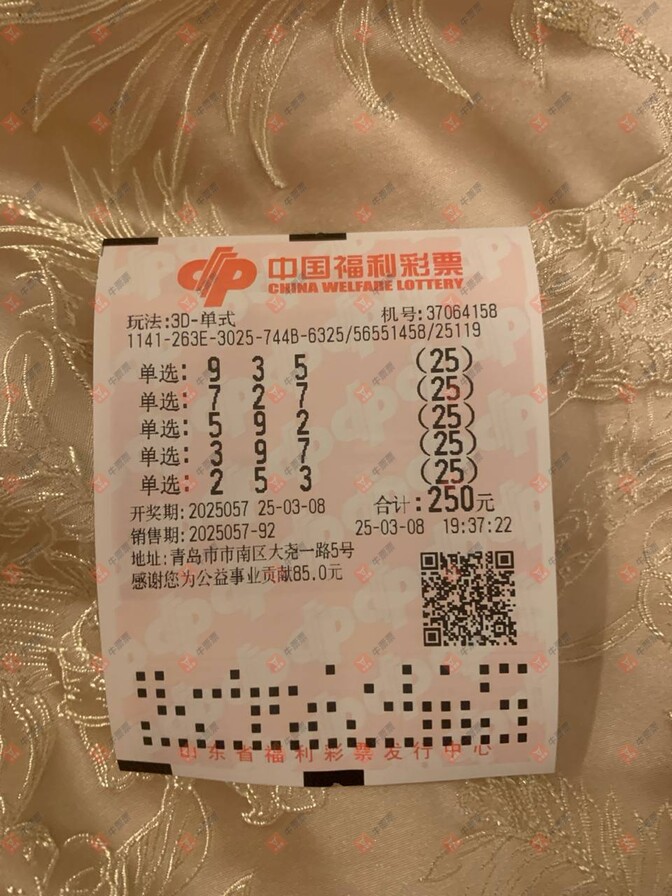 中国福利彩票
CHINA WELFARE LOTTERY
玩法:3D-单式 机号:37064158
1141-263E-3025-744B-6325/56551458/25119
单选: 9 3 5 (25)
单选: 7 2 7 (25)
单选: 5 9 2 (25)
单选: 3 9 7 (25)
单选: 2 5 3 (25)
开奖期:2025057 25-03-08 合计:250元
销售期:2025057-92 25-03-08 19:37:22
地址:青岛市市南区大尧一路5号
感谢您为公益事业贡献85.0元
山东省福利彩票发行中心